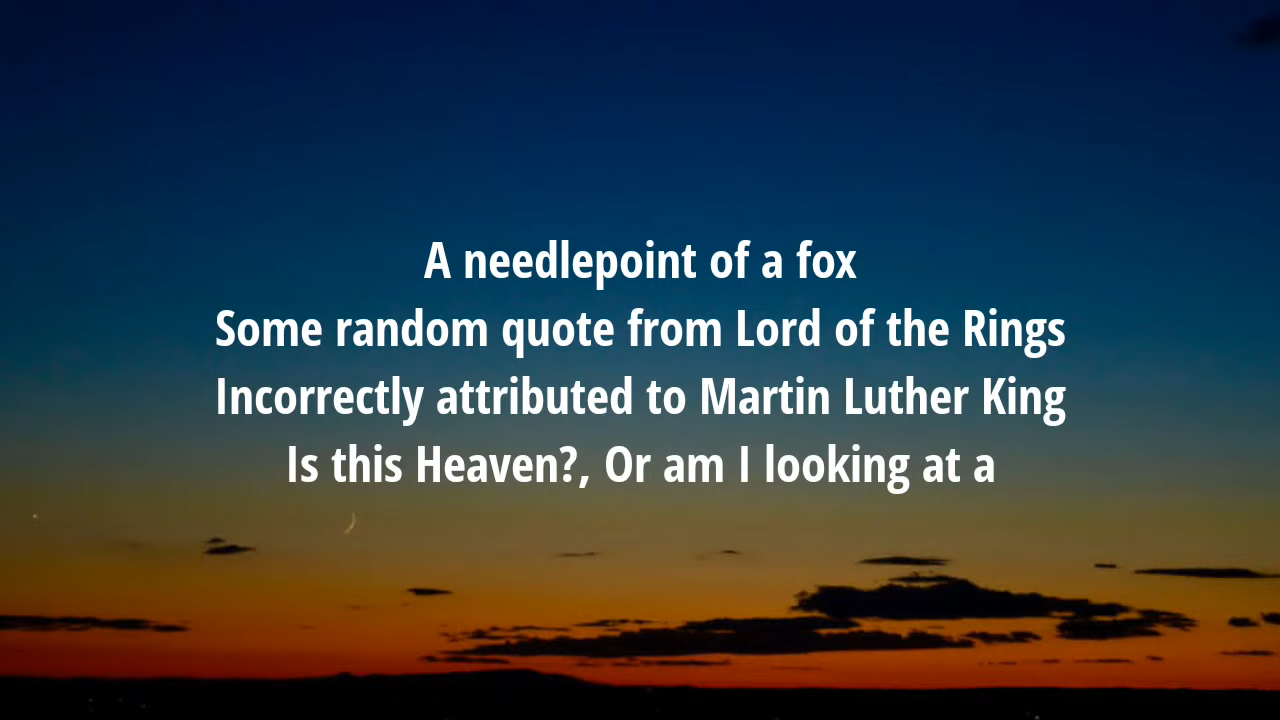 A needlepoint of a fox
Some random quote from Lord of the Rings
Incorrectly attributed to Martin Luther King
Is this Heaven?, Or am I looking at a